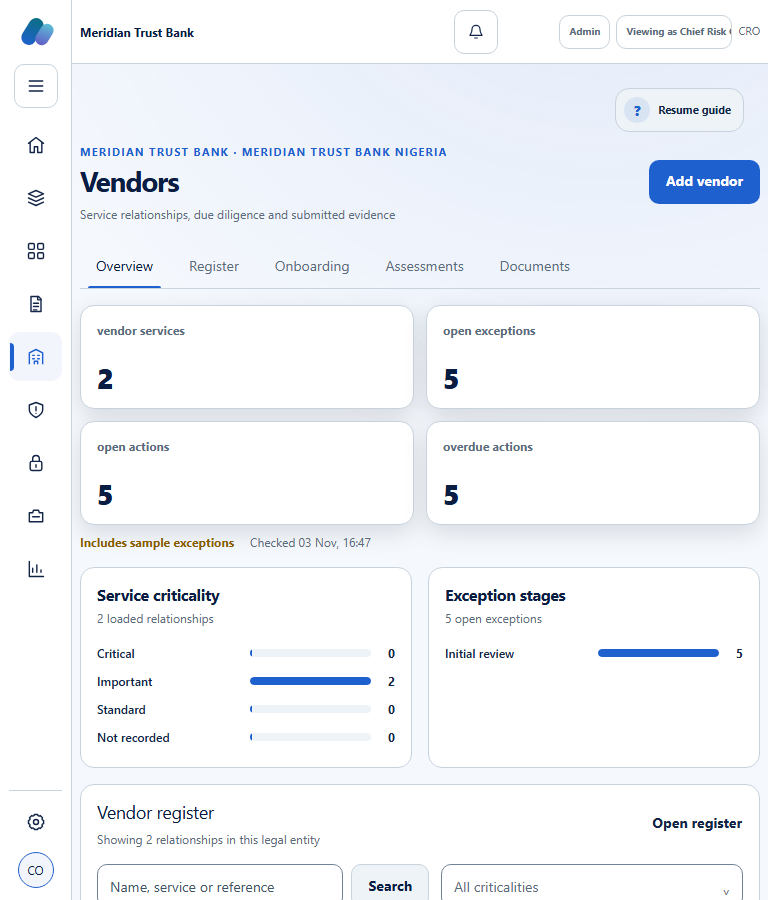 Meridian Trust Bank
Admin
Viewing as Chief Risk
CRO
? Resume guide
MERIDIAN TRUST BANK · MERIDIAN TRUST BANK NIGERIA
Vendors
Add vendor
Service relationships, due diligence and submitted evidence
Overview Register Onboarding Assessments Documents
vendor services
2
open exceptions
5
open actions
5
overdue actions
5
Includes sample exceptions Checked 03 Nov, 16:47
Service criticality
2 loaded relationships
Critical 0
Important 2
Standard 0
Not recorded 0
Exception stages
5 open exceptions
Initial review 5
Vendor register
Open register
Showing 2 relationships in this legal entity
Name, service or reference
Search
All criticalities
CO